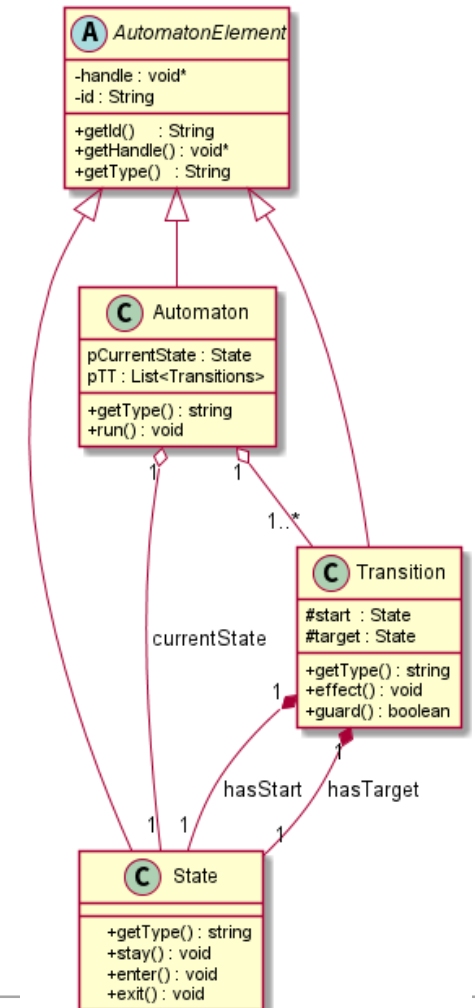 A AutomatonElement
-handle : void*
-id : String
+getId() : String
+getHandle() : void*
+getType() : String
C Automaton
pCurrentState : State
pTT : List<Transitions>
+getType() : string
+run() : void
1 1
1..*
C Transition
#start : State
#target : State
+getType() : string
+effect() : void
+guard() : boolean
currentState
1
1
hasStart hasTarget
1 1 1
C State
+getType() : string
+stay() : void
+enter() : void
+exit() : void